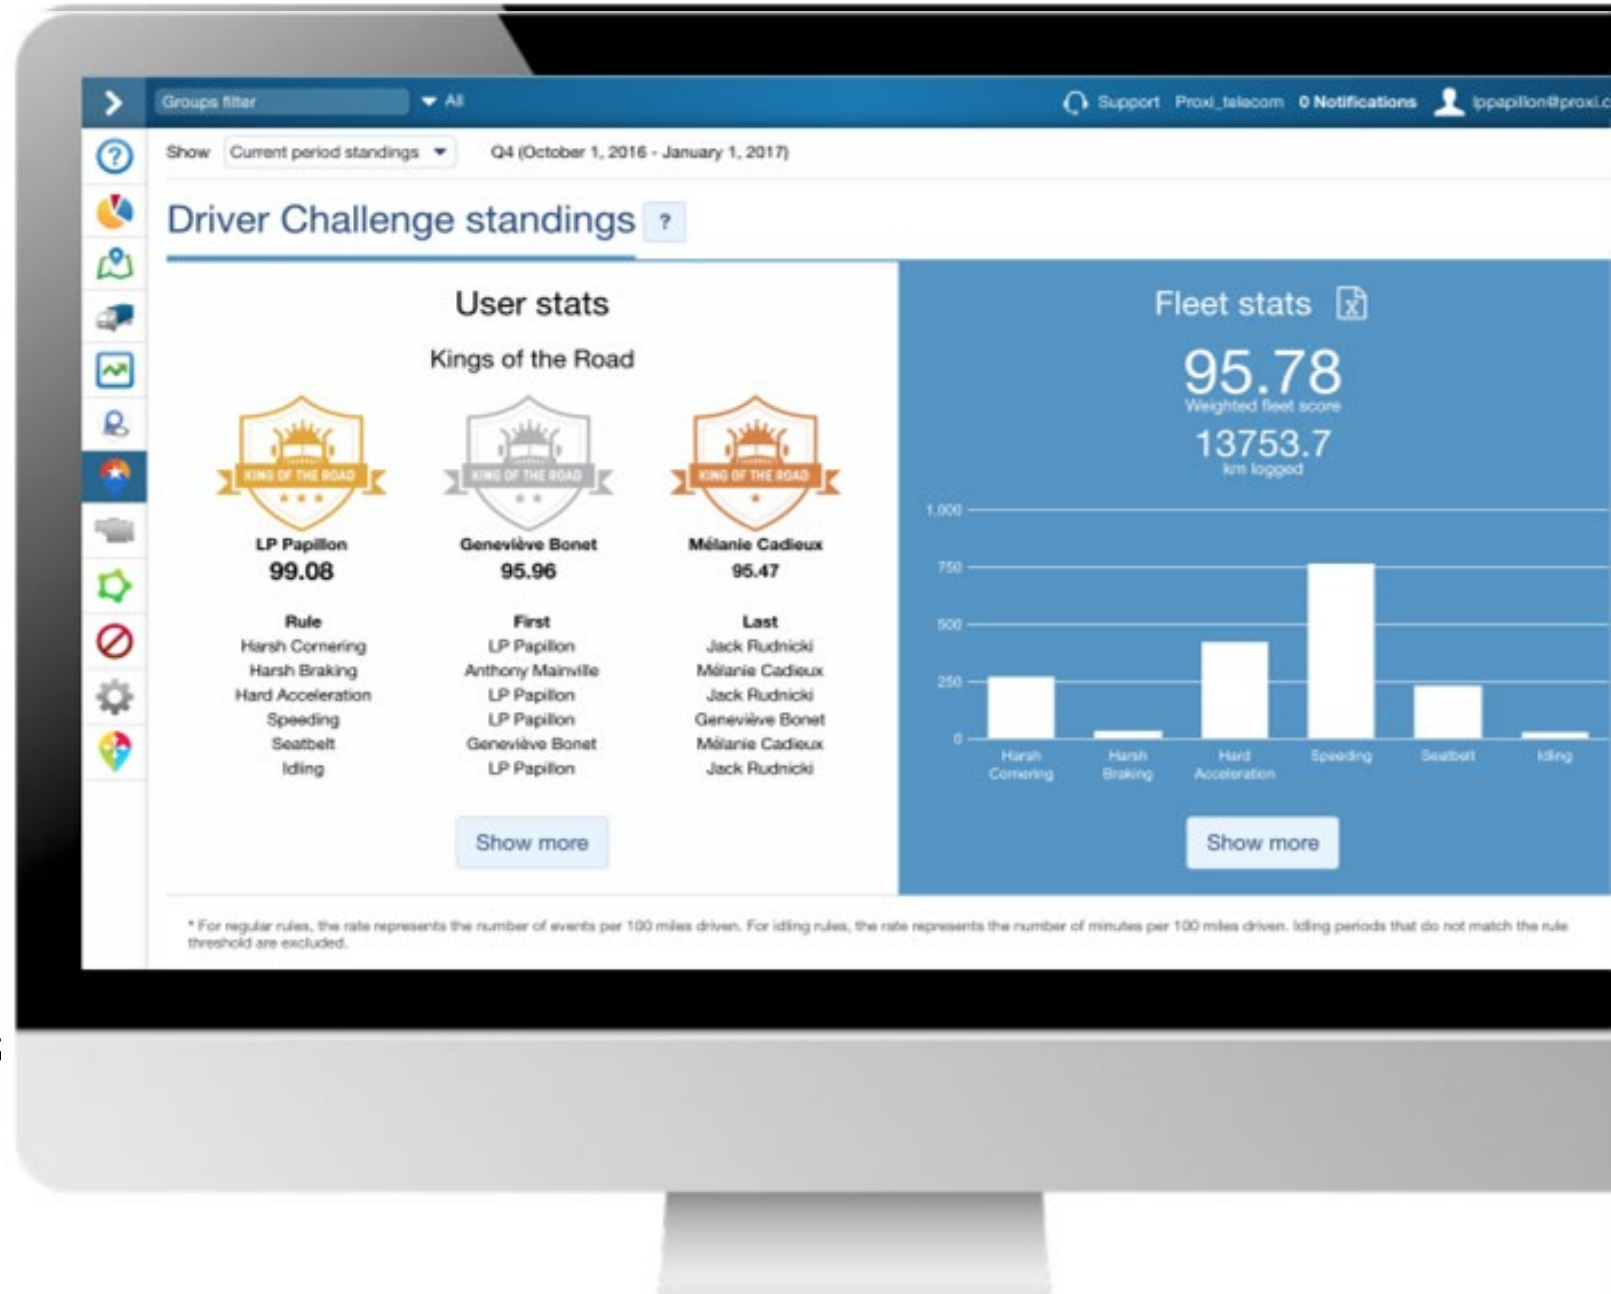 Groups filter
All
Support Proxi_telecom 0 Notifications lppapillon@proxi.c
Show Current period standings Q4 (October 1, 2016 - January 1, 2017)
Driver Challenge standings ?
User stats
Kings of the Road
KING OF THE ROAD KING OF THE ROAD KING OF THE ROAD
LP Papillon Geneviève Bonet Mélanie Cadieux
99.08 95.96 95.47
Rule First Last
Harsh Cornering LP Papillon Jack Rudnicki
Harsh Braking Anthony Mainville Mélanie Cadieux
Hard Acceleration LP Papillon Jack Rudnicki
Speeding LP Papillon Geneviève Bonet
Seatbelt Geneviève Bonet Mélanie Cadieux
Idling LP Papillon Jack Rudnicki
Show more
Fleet stats X
95.78
Weighted fleet score
13753.7
km logged
1,000
750
500
250
0
Harsh Cornering
Harsh Braking
Hard Acceleration
Speeding
Seatbelt
Idling
Show more
* For regular rules, the rate represents the number of events per 100 miles driven. For idling rules, the rate represents the number of minutes per 100 miles driven. Idling periods that do not match the rule
threshold are excluded.